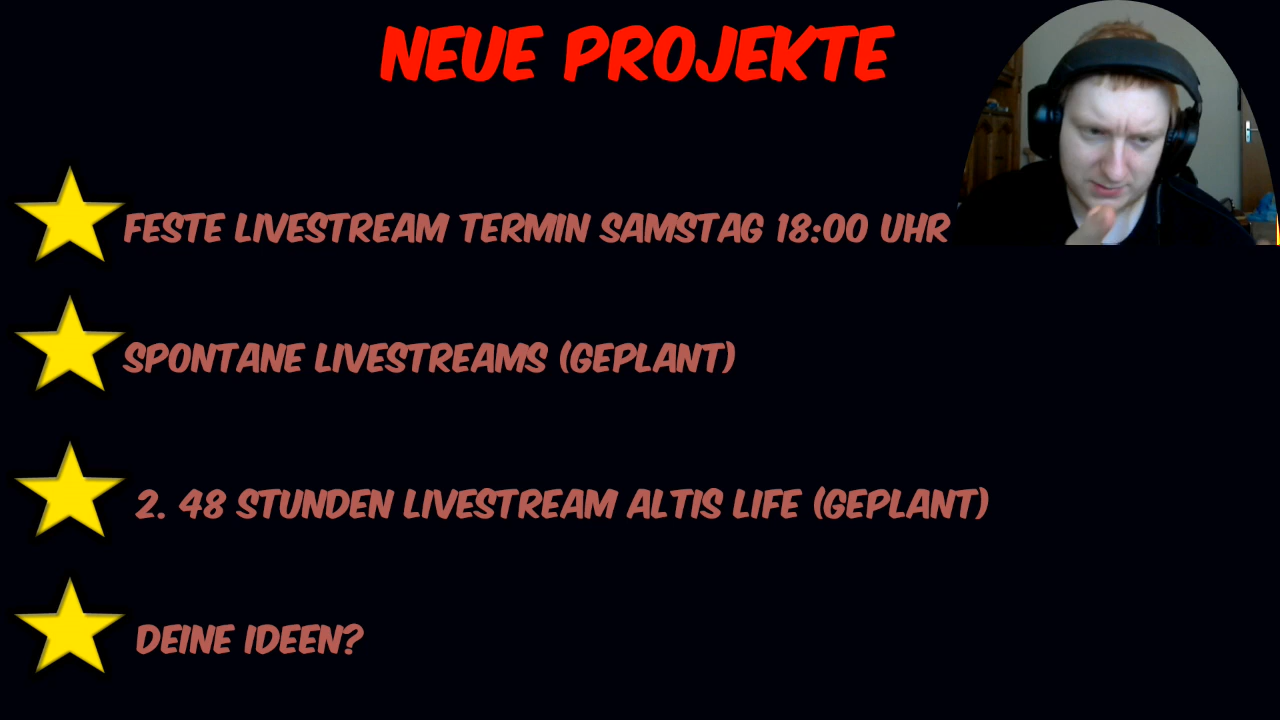 NEUE PROJEKTE
FESTE LIVESTREAM TERMIN SAMSTAG 18:00 UHR
SPONTANE LIVESTREAMS (GEPLANT)
2. 48 STUNDEN LIVESTREAM ALTIS LIFE (GEPLANT)
DEINE IDEEN?